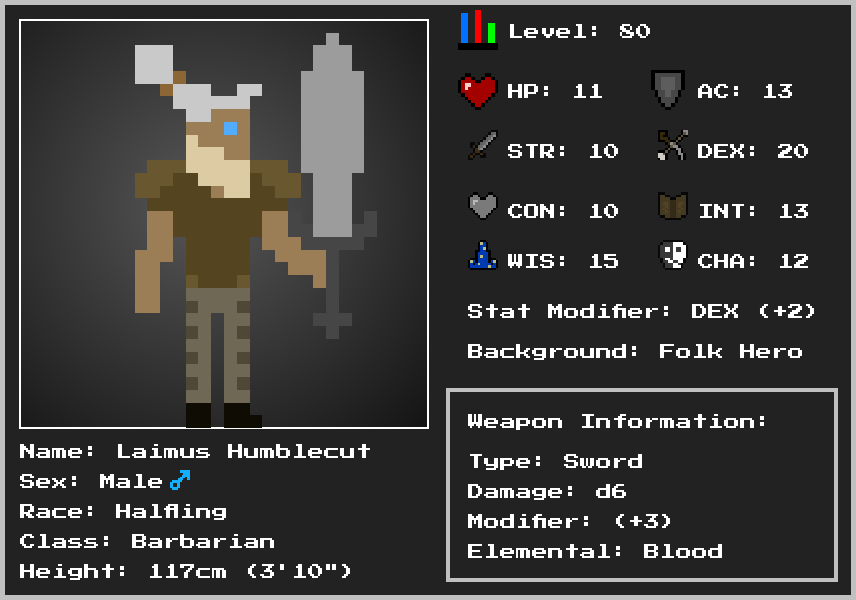 Level: 80
HP: 11
AC: 13
STR: 10
DEX: 20
CON: 10
INT: 13
WIS: 15
CHA: 12
Stat Modifier: DEX (+2)
Background: Folk Hero
Weapon Information:
Type: Sword
Damage: d6
Modifier: (+3)
Elemental: Blood
Name: Laimus Humblecut
Sex: Male♂
Race: Halfling
Class: Barbarian
Height: 117cm (3'10")